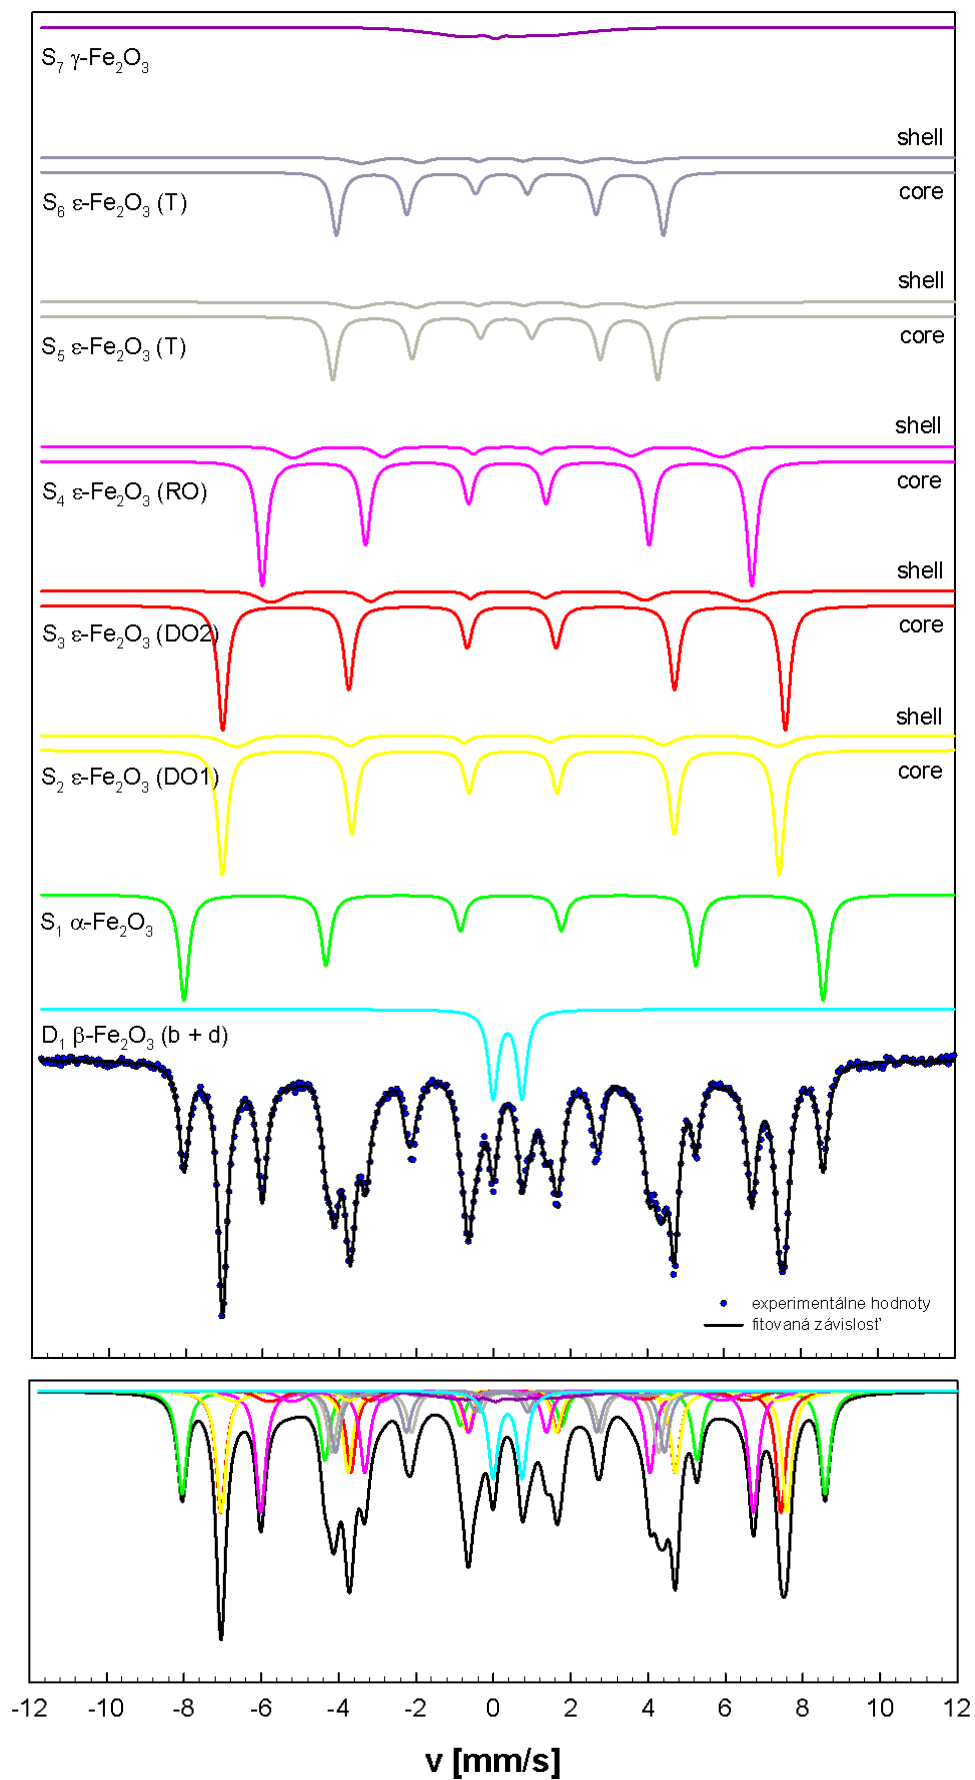 S₇ γ-Fe₂O₃
shell
S₆ ε-Fe₂O₃ (T)
core
shell
S₅ ε-Fe₂O₃ (T)
core
shell
S₄ ε-Fe₂O₃ (RO)
core
shell
S₃ ε-Fe₂O₃ (DO2)
core
shell
S₂ ε-Fe₂O₃ (DO1)
core
S₁ α-Fe₂O₃
D₁ β-Fe₂O₃ (b + d)
experimentálne hodnoty
fitovaná závislosť
-12 -10 -8 -6 -4 -2 0 2 4 6 8 10 12
v [mm/s]